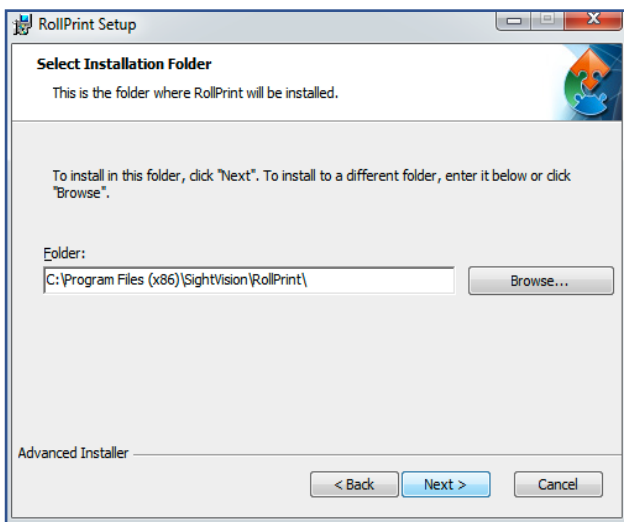 RollPrint Setup
Select Installation Folder
This is the folder where RollPrint will be installed.
To install in this folder, click "Next". To install to a different folder, enter it below or click
"Browse".
Folder:
C:\Program Files (x86)\SightVision\RollPrint\
Browse...
Advanced Installer
< Back
Next >
Cancel